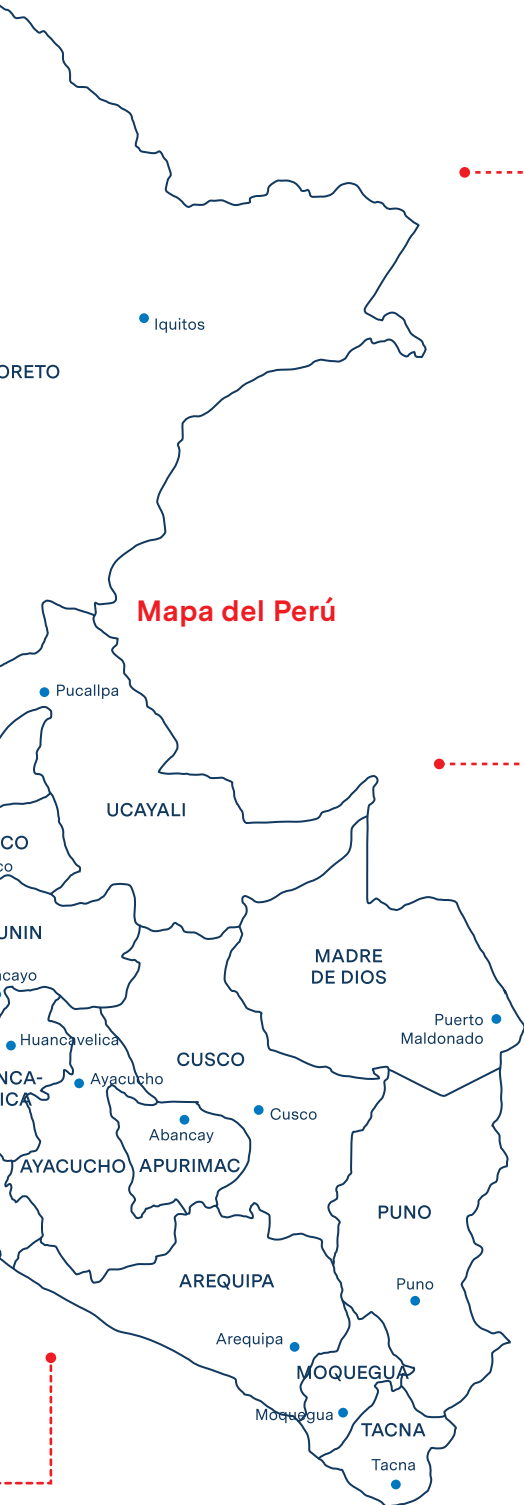 Iquitos
ORETO
Mapa del Perú
Pucallpa
UCAYALI
CO
co
UNIN
MADRE
DE DIOS
ncayo
Puerto
Maldonado
Huancavelica
CUSCO
NCA-
ICA
Ayacucho
Cusco
Abancay
AYACUCHO
APURIMAC
PUNO
AREQUIPA
Puno
Arequipa
MOQUEGUA
Moquegua
TACNA
Tacna